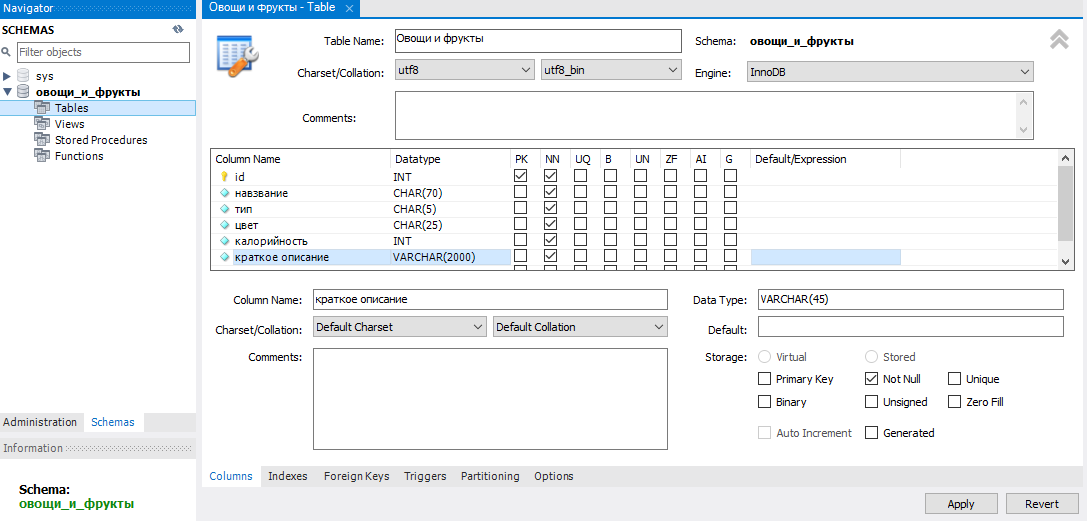 Navigator
Овощи и фрукты - Table
SCHEMAS
Filter objects
sys
овощи_и_фрукты
Tables
Views
Stored Procedures
Functions
Administration Schemas
Information
Schema:
овощи_и_фрукты
Table Name: Овощи и фрукты Schema: овощи_и_фрукты
Charset/Collation: utf8 utf8_bin Engine: InnoDB
Comments:
Column Name Datatype PK NN UQ B UN ZF AI G Default/Expression
id INT
навзвание CHAR(70)
тип CHAR(5)
цвет CHAR(25)
калорийность INT
краткое описание VARCHAR(2000)
Column Name: краткое описание Data Type: VARCHAR(45)
Charset/Collation: Default Charset Default Collation Default:
Comments: Storage: Virtual Stored
Primary Key Not Null Unique
Binary Unsigned Zero Fill
Auto Increment Generated
Columns Indexes Foreign Keys Triggers Partitioning Options
Apply Revert